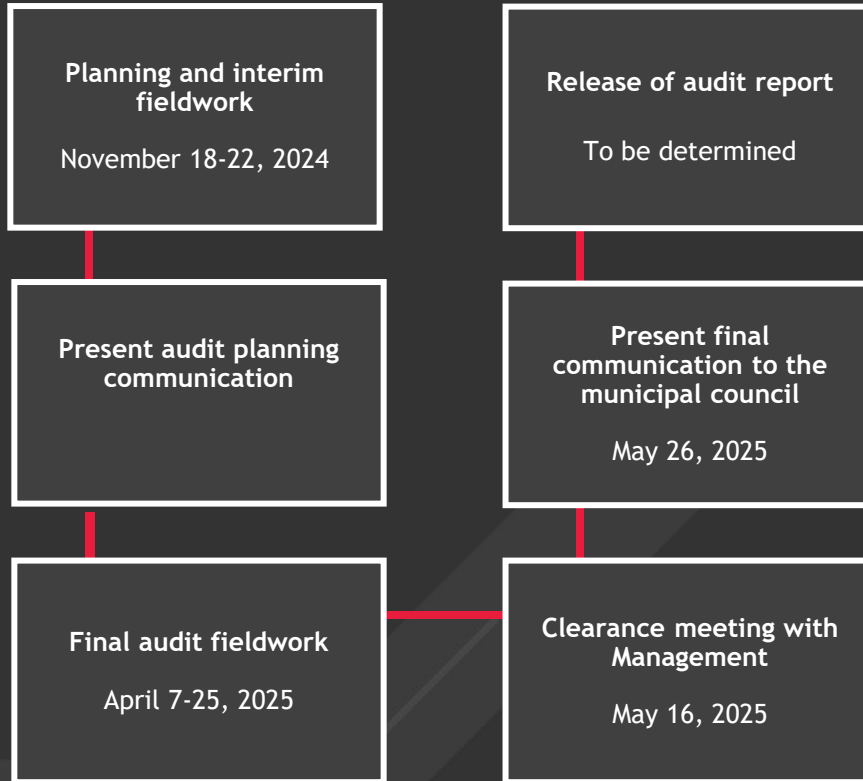 Planning and interim
fieldwork
November 18-22, 2024
Present audit planning
communication
Final audit fieldwork
April 7-25, 2025
Clearance meeting with
Management
May 16, 2025
Present final
communication to the
municipal council
May 26, 2025
Release of audit report
To be determined